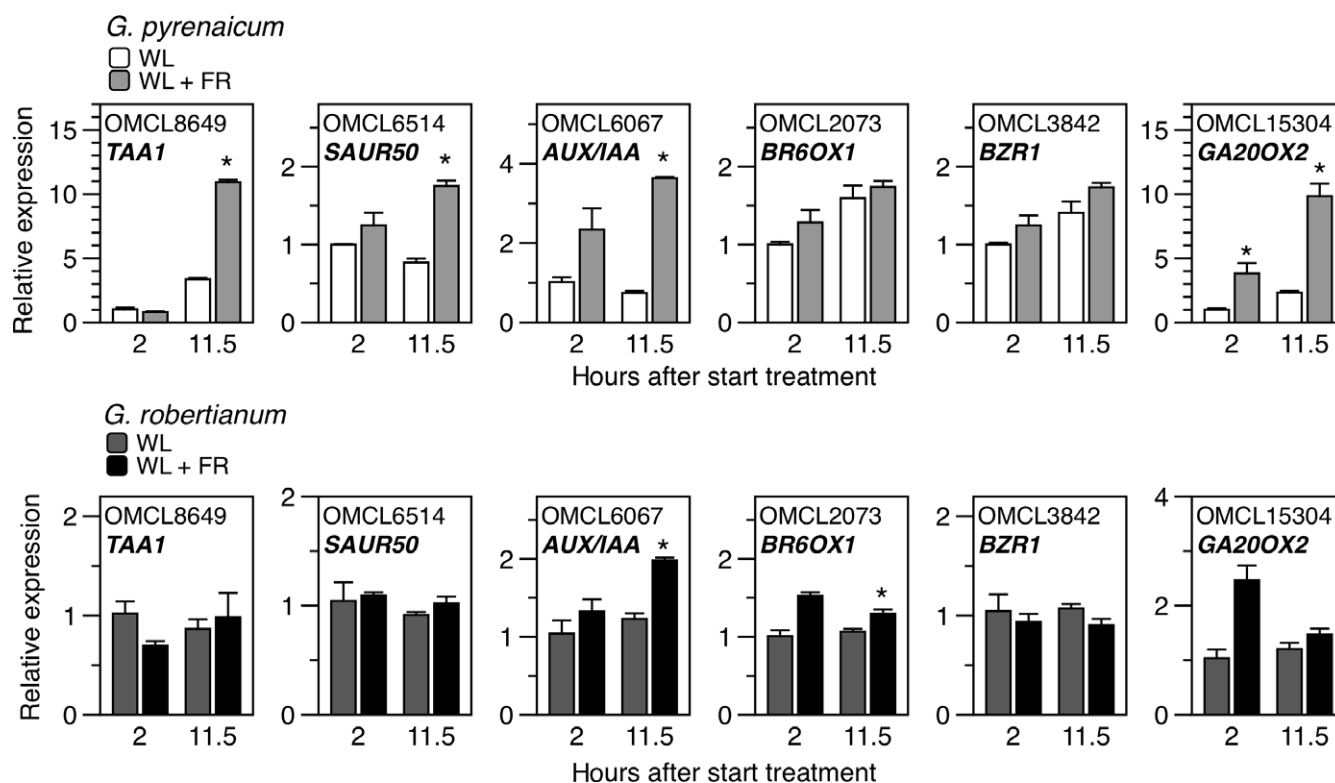 G. pyrenaicum
WL
WL + FR
Relative expression
OMCL8649
TAA1
*
15
10
5
0
2 11.5
OMCL6514
SAUR50
*
2
1
0
2 11.5
OMCL6067
AUX/IAA
*
4
2
0
2 11.5
OMCL2073
BR6OX1
2
1
0
2 11.5
OMCL3842
BZR1
2
1
0
2 11.5
OMCL15304
GA20OX2
*
*
15
10
5
0
2 11.5
Hours after start treatment
G. robertianum
WL
WL + FR
Relative expression
OMCL8649
TAA1
2
1
0
2 11.5
OMCL6514
SAUR50
2
1
0
2 11.5
OMCL6067
AUX/IAA
*
2
1
0
2 11.5
OMCL2073
BR6OX1
*
2
1
0
2 11.5
OMCL3842
BZR1
2
1
0
2 11.5
OMCL15304
GA20OX2
4
2
0
2 11.5
Hours after start treatment